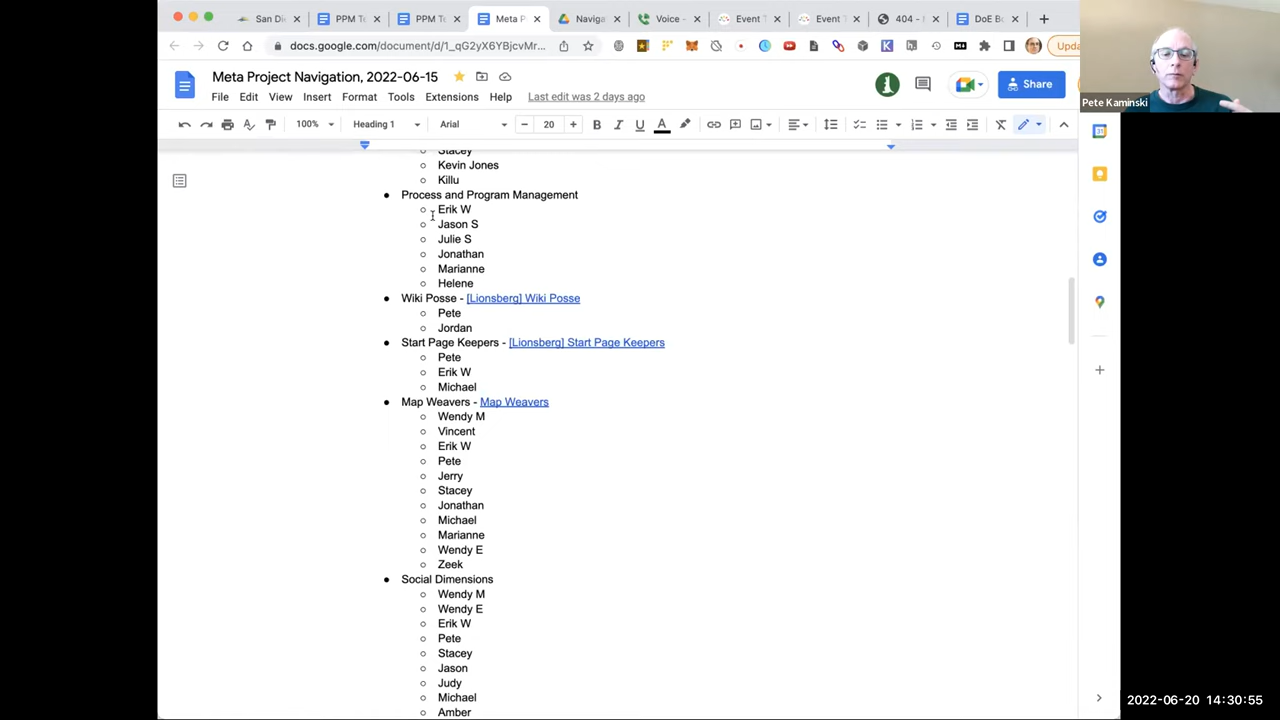 San Di
PPM T
PPM T
Meta P
Naviga
Voice -
Event T
Event T
404 -
DoE B
docs.google.com/document/d/1_qG2yX6YBjcvMr...
Upda
Meta Project Navigation, 2022-06-15
File Edit View Insert Format Tools Extensions Help Last edit was 2 days ago
Share
100% Heading 1 Arial 20 B I U A
Pete Kaminski
Stacey
Kevin Jones
Killu
Process and Program Management
Erik W
Jason S
Julie S
Jonathan
Marianne
Helene
Wiki Posse - [Lionsberg] Wiki Posse
Pete
Jordan
Start Page Keepers - [Lionsberg] Start Page Keepers
Pete
Erik W
Michael
Map Weavers - Map Weavers
Wendy M
Vincent
Erik W
Pete
Jerry
Stacey
Jonathan
Michael
Marianne
Wendy E
Zeek
Social Dimensions
Wendy M
Wendy E
Erik W
Pete
Stacey
Jason
Judy
Michael
Amber
2022-06-20 14:30:55